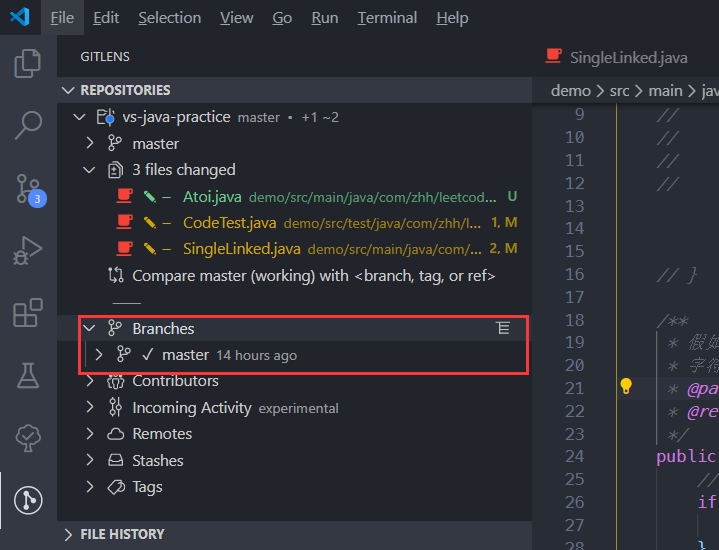 File Edit Selection View Go Run Terminal Help
GITLENS
SingleLinked.java
REPOSITORIES
demo > src > main > jav
vs-java-practice master • +1 ~2
master
3 files changed
Atoi.java demo/src/main/java/com/zhh/leetcod... U
CodeTest.java demo/src/test/java/com/zhh/l... 1, M
SingleLinked.java demo/src/main/java/com/... 2, M
Compare master (working) with <branch, tag, or ref>
Branches
✓ master 14 hours ago
Contributors
Incoming Activity experimental
Remotes
Stashes
Tags
FILE HISTORY
3
9 //
10 //
11 //
12 //
13
14
15
16 // }
17
18 /**
19 * 假如
20 * 字符
21 * @pa
22 * @re
23 */
24 public
25 //
26 if
27
28 }